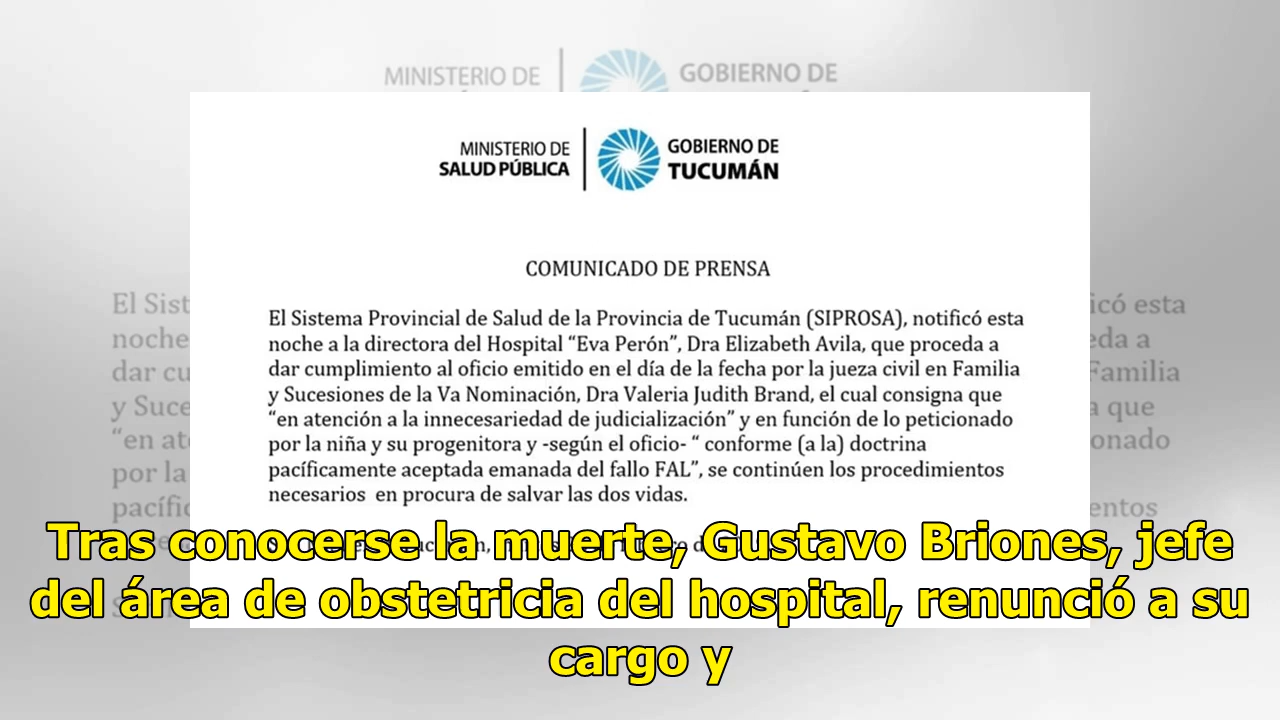 MINISTERIO DE
GOBIERNO DE
MINISTERIO DE
SALUD PÚBLICA
GOBIERNO DE
TUCUMÁN
COMUNICADO DE PRENSA
El Sistema Provincial de Salud de la Provincia de Tucumán (SIPROSA), notificó esta
noche a la directora del Hospital “Eva Perón”, Dra Elizabeth Avila, que proceda a
dar cumplimiento al oficio emitido en el día de la fecha por la jueza civil en Familia
y Sucesiones de la Va Nominación, Dra Valeria Judith Brand, el cual consigna que
“en atención a la innecesariedad de judicialización” y en función de lo peticionado
por la niña y su progenitora y -según el oficio- “ conforme (a la) doctrina
pacíficamente aceptada emanada del fallo FAL”, se continúen los procedimientos
necesarios en procura de salvar las dos vidas.
Tras conocerse la muerte, Gustavo Briones, jefe
del área de obstetricia del hospital, renunció a su
cargo y